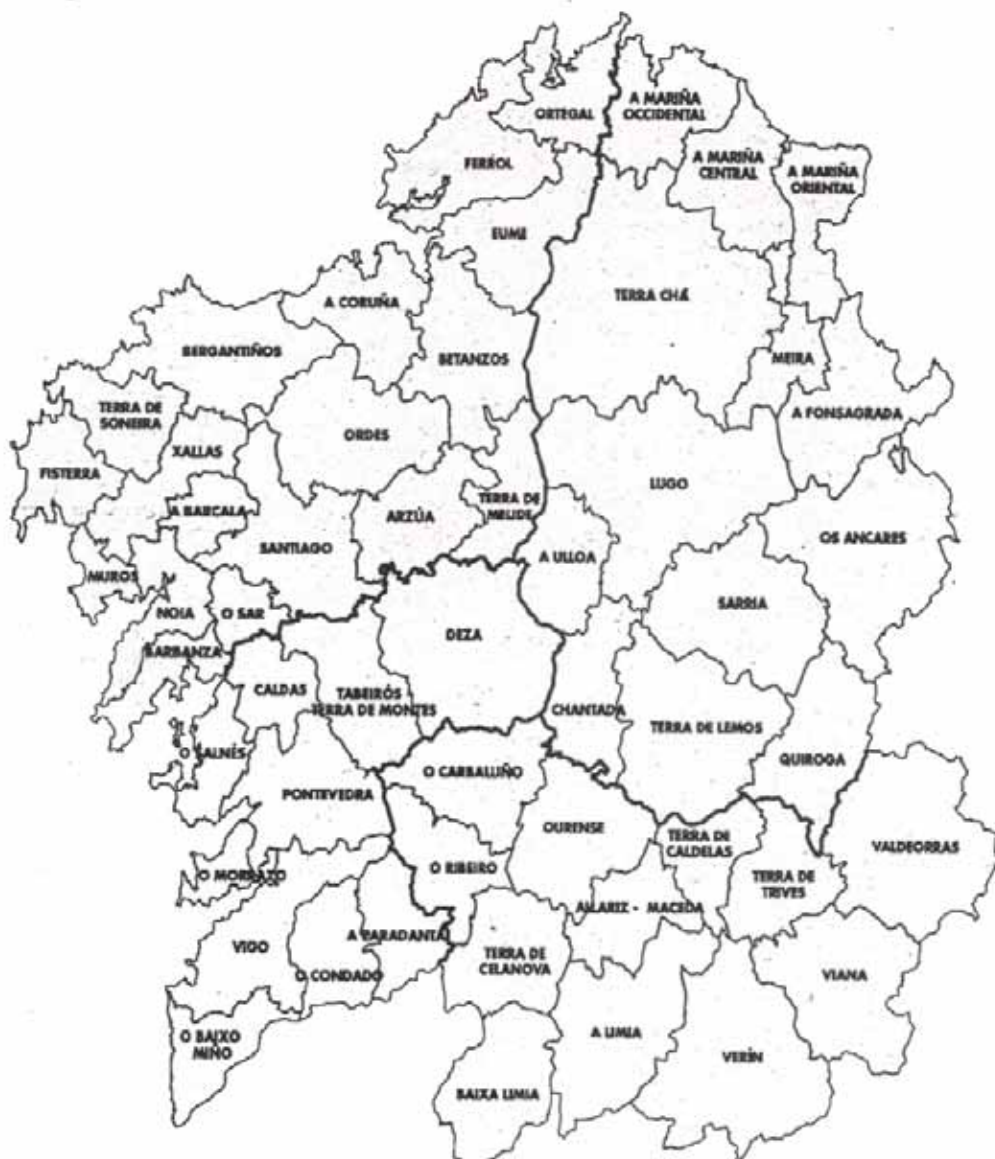 ORTEGAL
A MARIÑA
OCCIDENTAL
FERROL
A MARIÑA
CENTRAL
A MARIÑA
ORIENTAL
EUME
A CORUÑA
TERRA CHÁ
BERGANTIÑOS
BETANZOS
MEIRA
TERRA DE
SONEIRA
ORDES
A FONSAGRADA
XALLAS
FISTERRA
LUGO
A BARCALA
ARZÚA
TERRA DE
MELIDE
OS ANCARES
SANTIAGO
A ULLOA
MUROS
SARRIA
NOIA
O SAR
DEZA
BARBANZA
CALDAS
TABEIRÓS
TERRA DE MONTES
CHANTADA
TERRA DE LEMOS
O SALNÉS
QUIROGA
O CARBALLIÑO
PONTEVEDRA
OURENSE
TERRA DE
CALDELAS
VALDEORRAS
O MORRAZO
O RIBEIRO
TERRA DE
TRIVES
ALLARIZ - MACEDA
VIGO
A PARADANTA
TERRA DE
CELANOVA
O CONDADO
VIANA
O BAIXO
MIÑO
A LIMIA
VERÍN
BAIXA LIMIA